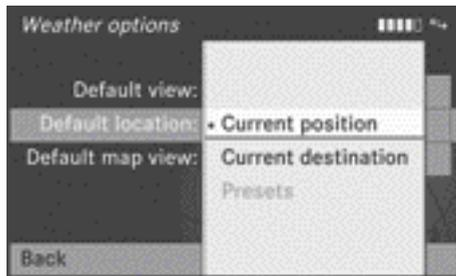 Weather options
Default view:
Default location: • Current position
Default map view: Current destination
Presets
Back